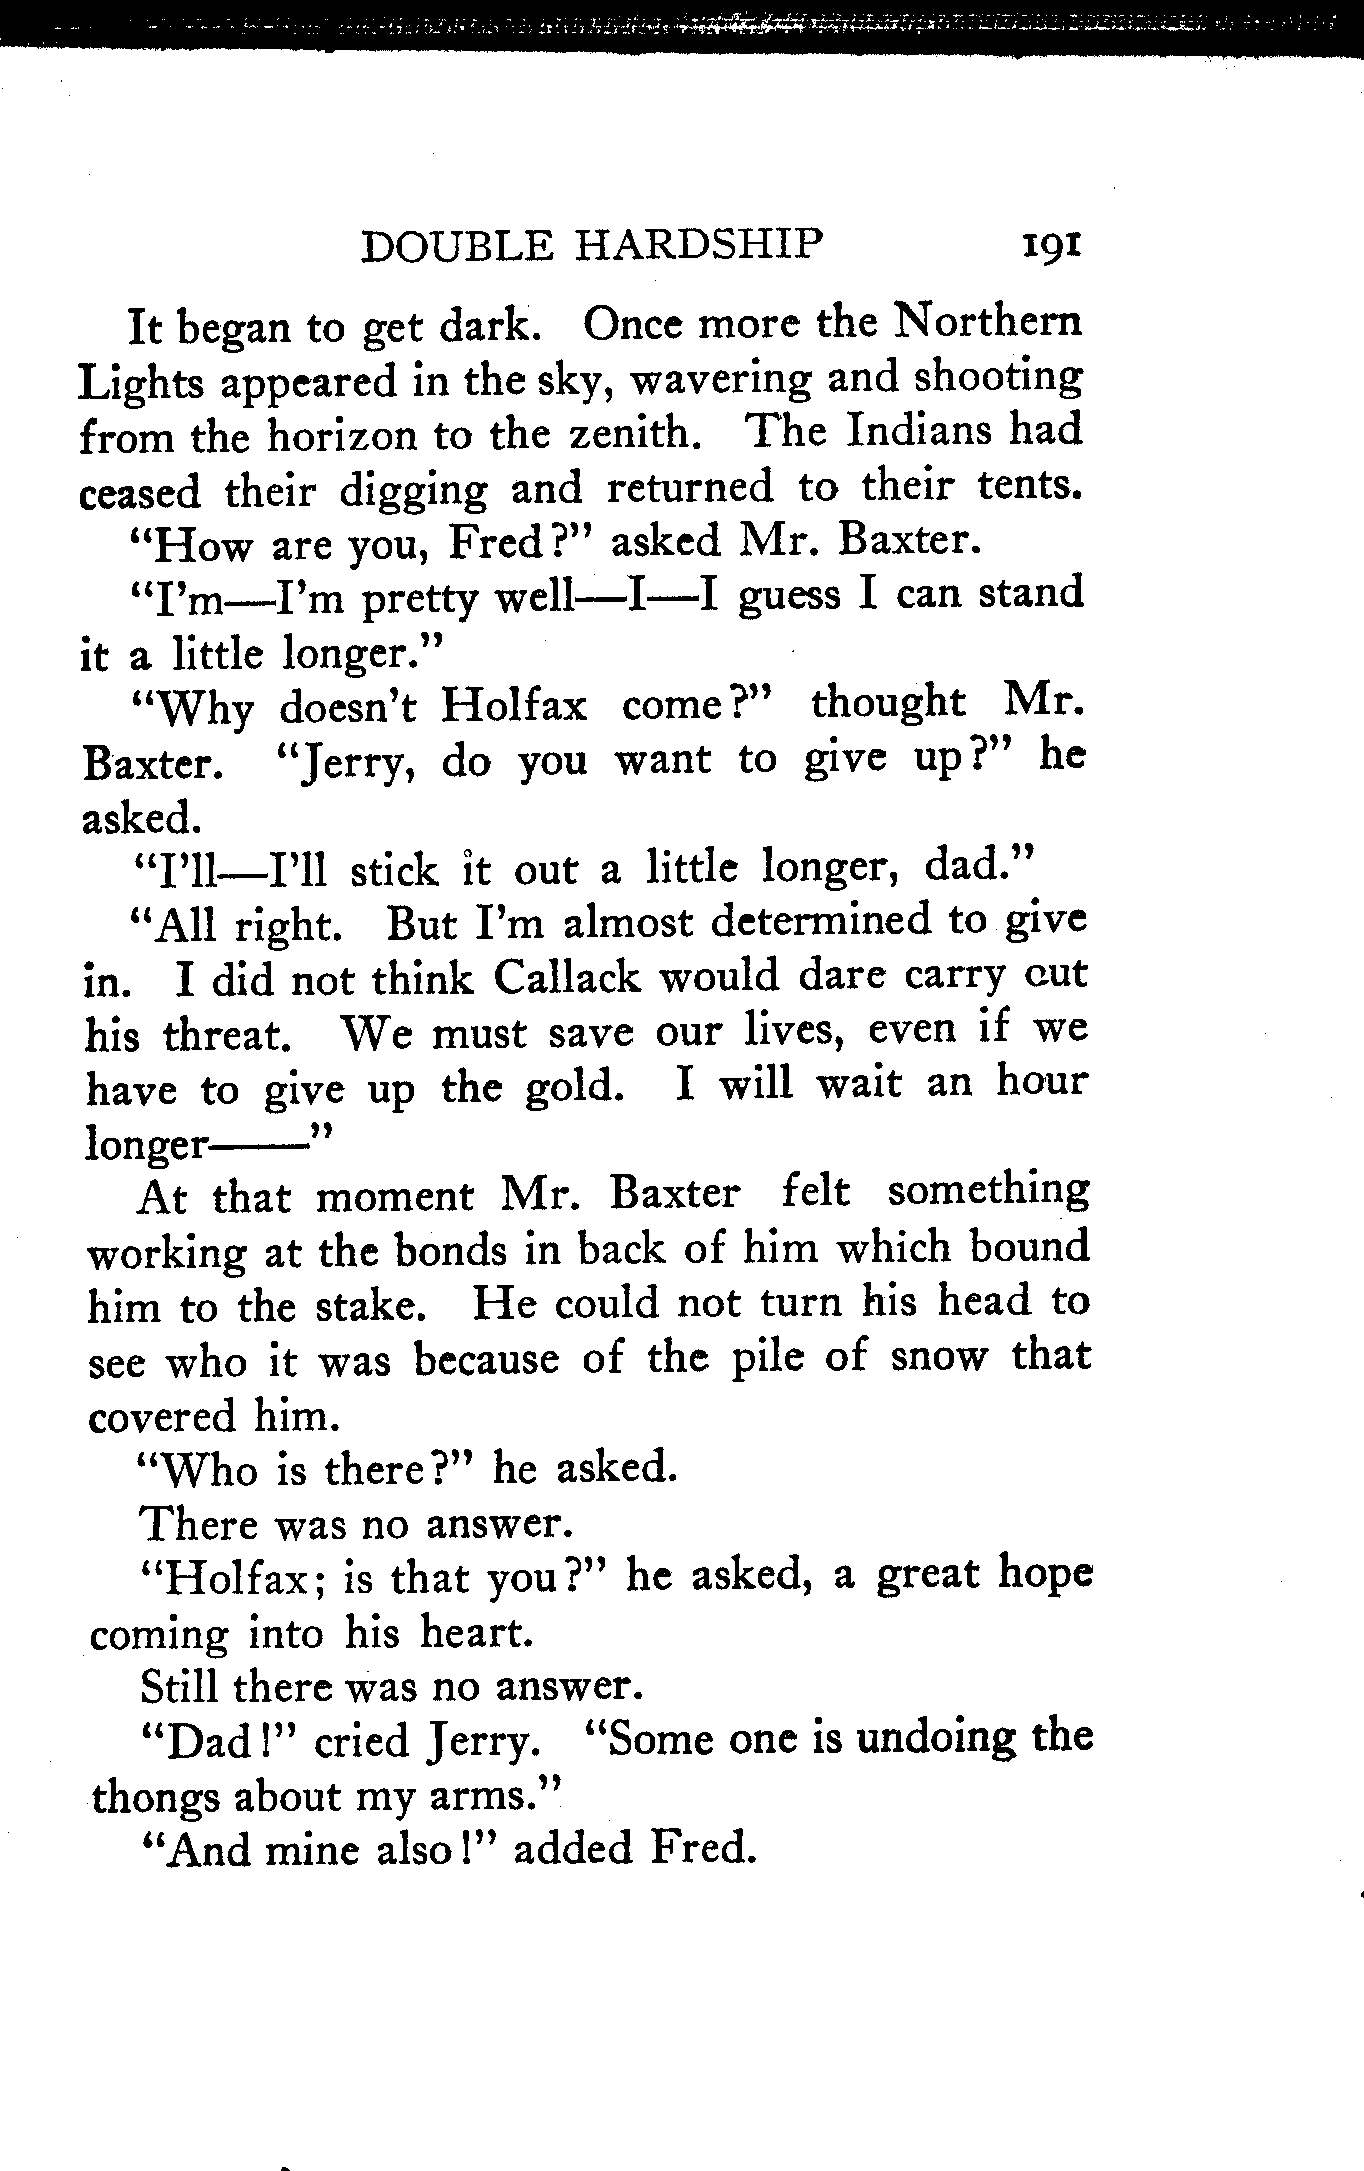 DOUBLE HARDSHIP 191
It began to get dark. Once more the Northern
Lights appeared in the sky, wavering and shooting
from the horizon to the zenith. The Indians had
ceased their digging and returned to their tents.
“How are you, Fred?” asked Mr. Baxter.
“I’m—I’m pretty well—I—I guess I can stand
it a little longer.”
“Why doesn’t Holfax come?” thought Mr.
Baxter. “Jerry, do you want to give up?” he
asked.
“I’ll—I’ll stick it out a little longer, dad.”
“All right. But I’m almost determined to give
in. I did not think Callack would dare carry out
his threat. We must save our lives, even if we
have to give up the gold. I will wait an hour
longer——”
At that moment Mr. Baxter felt something
working at the bonds in back of him which bound
him to the stake. He could not turn his head to
see who it was because of the pile of snow that
covered him.
“Who is there?” he asked.
There was no answer.
“Holfax; is that you?” he asked, a great hope
coming into his heart.
Still there was no answer.
“Dad!” cried Jerry. “Some one is undoing the
thongs about my arms.”
“And mine also!” added Fred.